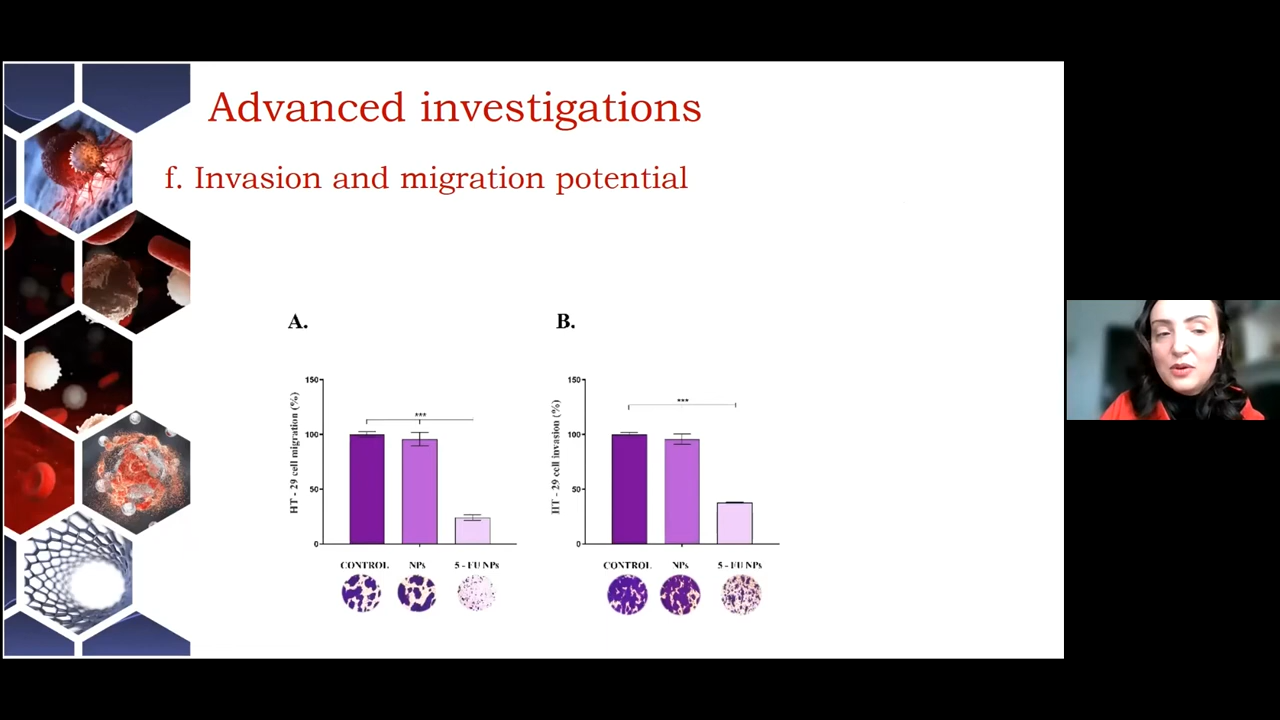 Advanced investigations
f. Invasion and migration potential
A.
B.
HT - 29 cell migration (%)
150
100
50
0
***
CONTROL NPs 5 - FU NPs
HT - 29 cell invasion (%)
150
100
50
0
***
CONTROL NPs 5 - FU NPs